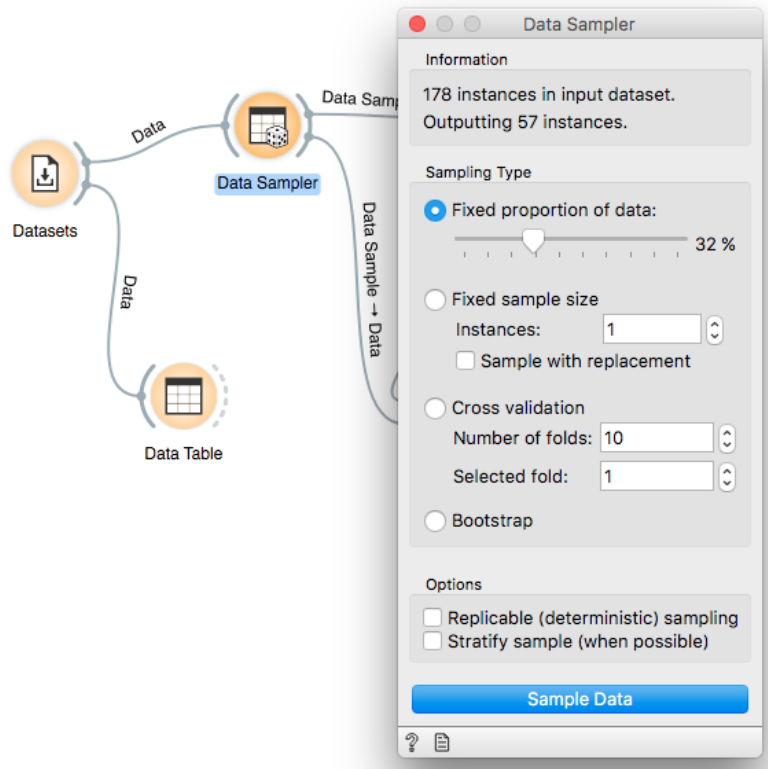 Data Sampler
Information
178 instances in input dataset.
Outputting 57 instances.
Sampling Type
Fixed proportion of data:
32 %
Fixed sample size
Instances: 1
Sample with replacement
Cross validation
Number of folds: 10
Selected fold: 1
Bootstrap
Options
Replicable (deterministic) sampling
Stratify sample (when possible)
Sample Data
?
Datasets
Data
Data Sampler
Data
Data Table
Data Samp
Data Sample → Data